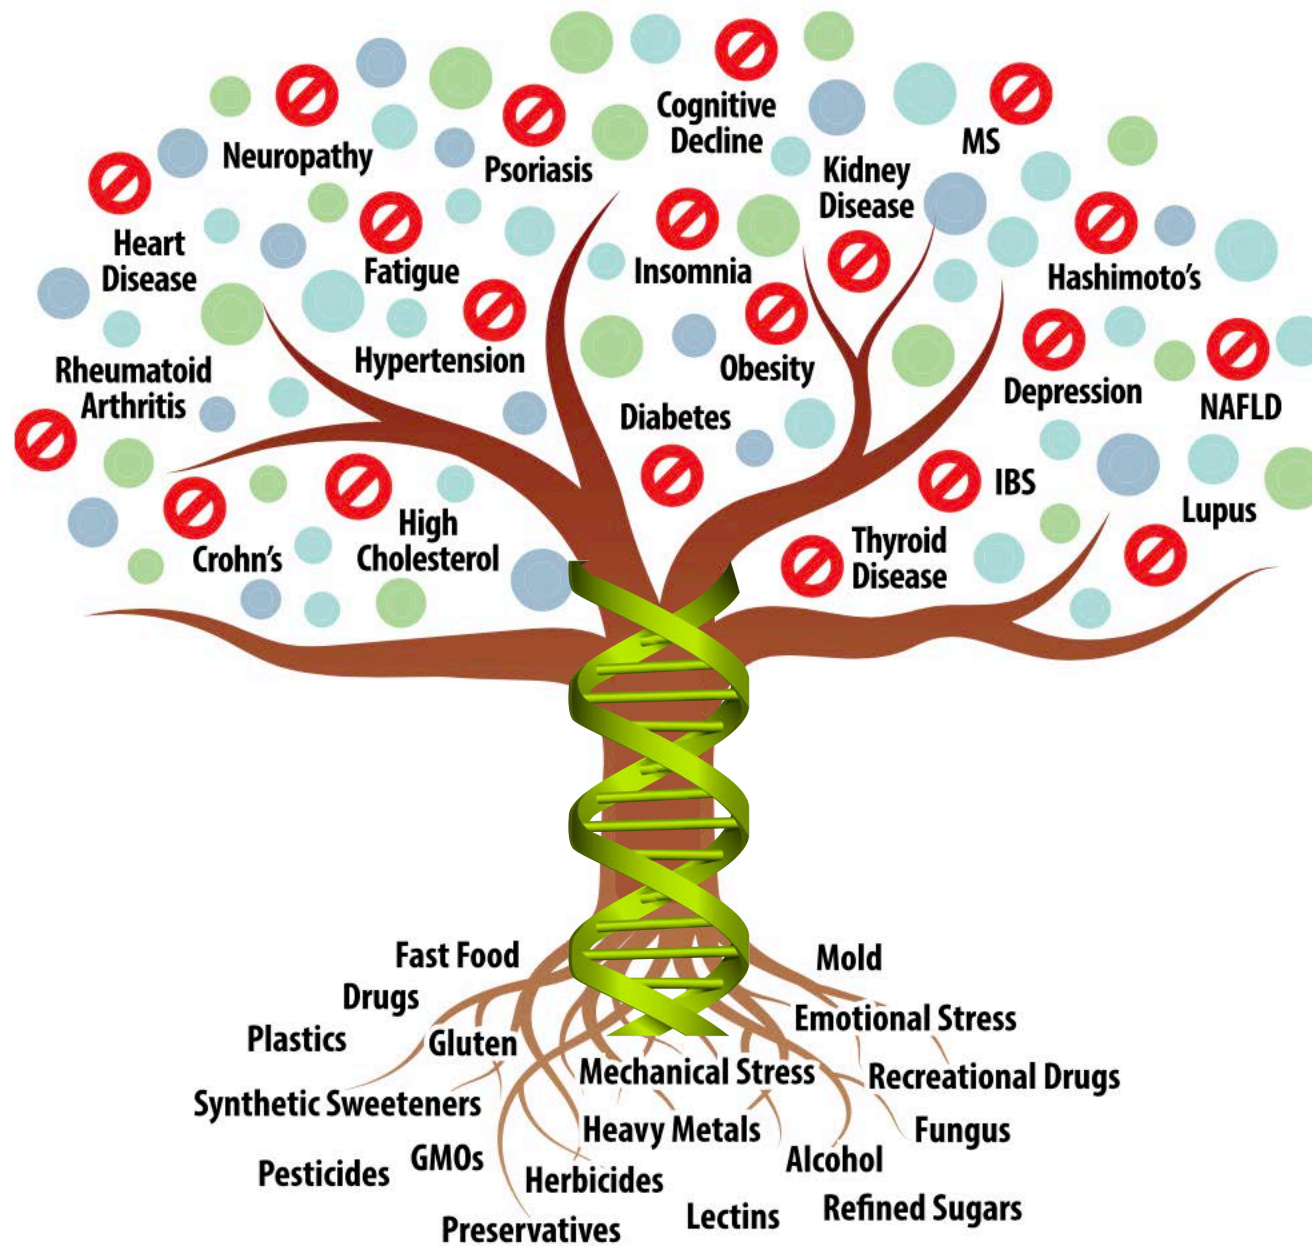 Cognitive
Decline
MS
Neuropathy
Psoriasis
Kidney
Disease
Heart
Disease
Fatigue
Insomnia
Hashimoto's
Hypertension
Obesity
Rheumatoid
Arthritis
Depression
NAFLD
Diabetes
IBS
Lupus
Crohn's
High
Cholesterol
Thyroid
Disease
Fast Food
Mold
Drugs
Emotional Stress
Plastics
Gluten
Mechanical Stress
Recreational Drugs
Synthetic Sweeteners
Heavy Metals
Fungus
GMOs
Alcohol
Pesticides
Herbicides
Lectins
Refined Sugars
Preservatives